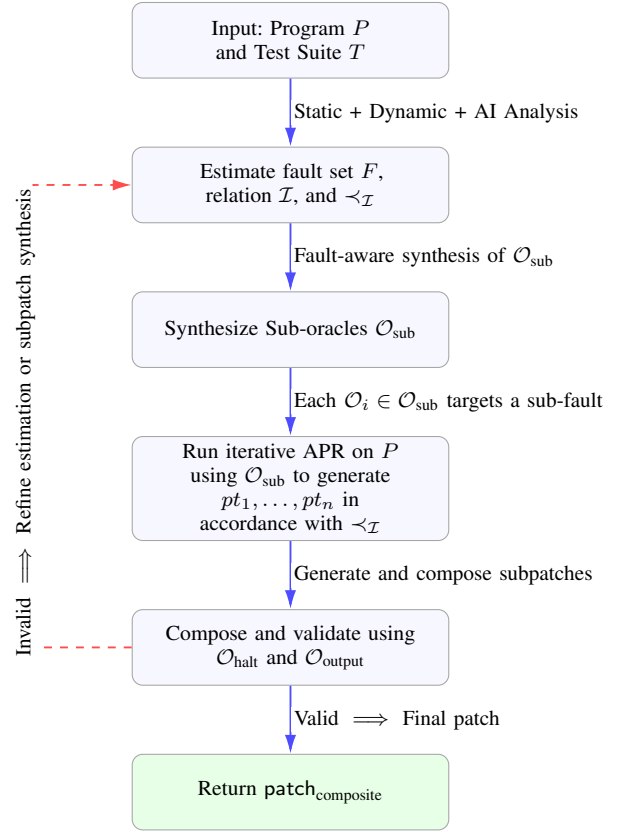 Input: Program P
and Test Suite T
Static + Dynamic + AI Analysis
Estimate fault set F,
relation ℐ, and ≺ℐ
Fault-aware synthesis of 𝒪sub
Synthesize Sub-oracles 𝒪sub
Each 𝒪i ∈ 𝒪sub targets a sub-fault
Run iterative APR on P
using 𝒪sub to generate
pt1, . . . , ptn in
accordance with ≺ℐ
Generate and compose subpatches
Compose and validate using
𝒪halt and 𝒪output
Invalid ⟹ Refine estimation or subpatch synthesis
Valid ⟹ Final patch
Return patchcomposite